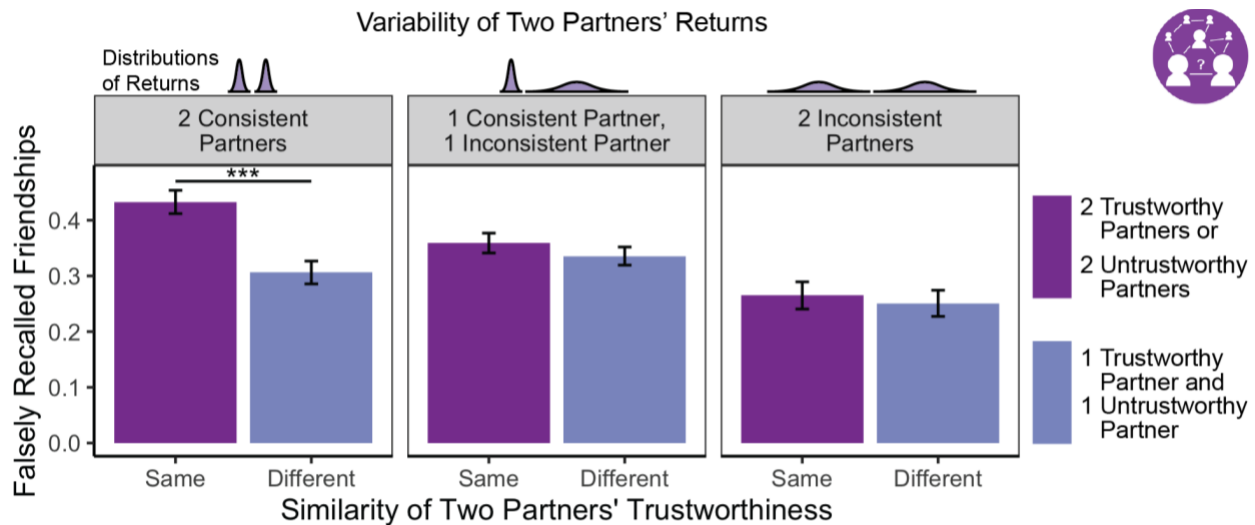 Variability of Two Partners’ Returns
Distributions
of Returns
2 Consistent
Partners
1 Consistent Partner,
1 Inconsistent Partner
2 Inconsistent
Partners
Falsely Recalled Friendships
***
0.4
0.3
0.2
0.1
0.0
Same
Different
Same
Different
Same
Different
Similarity of Two Partners' Trustworthiness
?
2 Trustworthy
Partners or
2 Untrustworthy
Partners
1 Trustworthy
Partner and
1 Untrustworthy
Partner